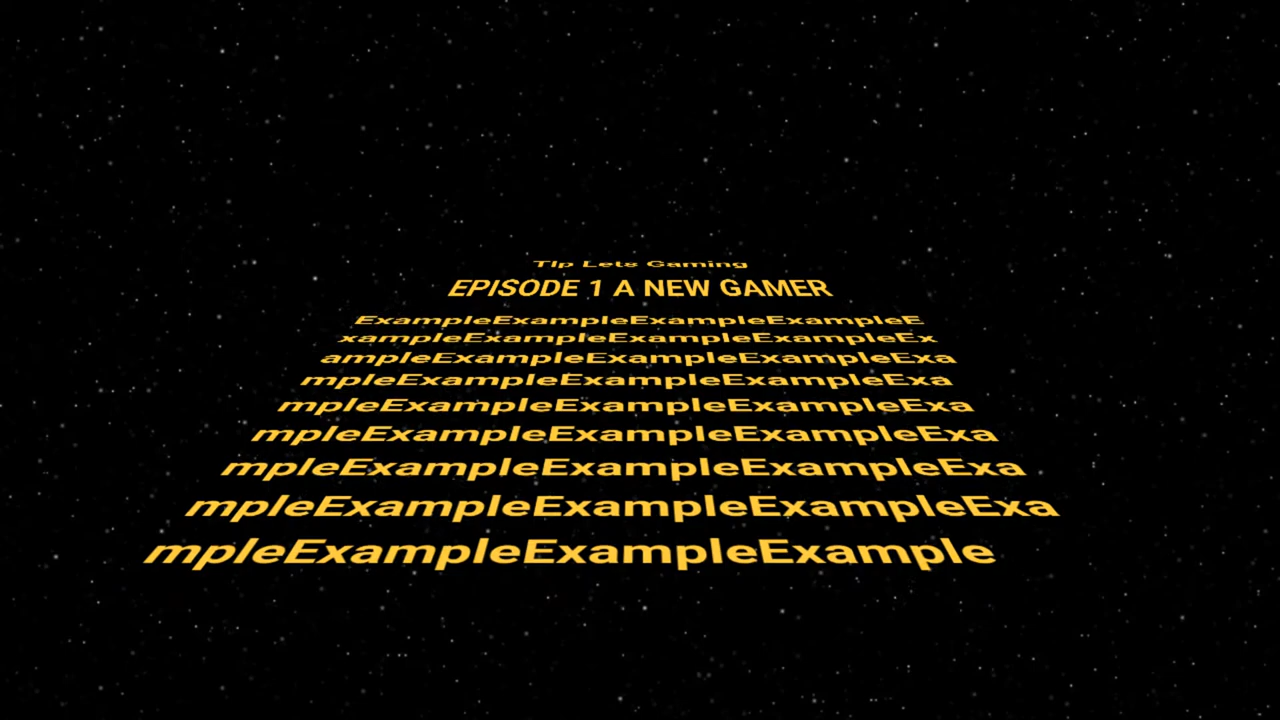 Tip Lets Gaming
EPISODE 1 A NEW GAMER
ExampleExampleExampleExampleE
xampleExampleExampleExampleEx
ampleExampleExampleExampleExa
mpleExampleExampleExampleExa
mpleExampleExampleExampleExa
mpleExampleExampleExampleExa
mpleExampleExampleExampleExa
mpleExampleExampleExampleExa
mpleExampleExampleExample